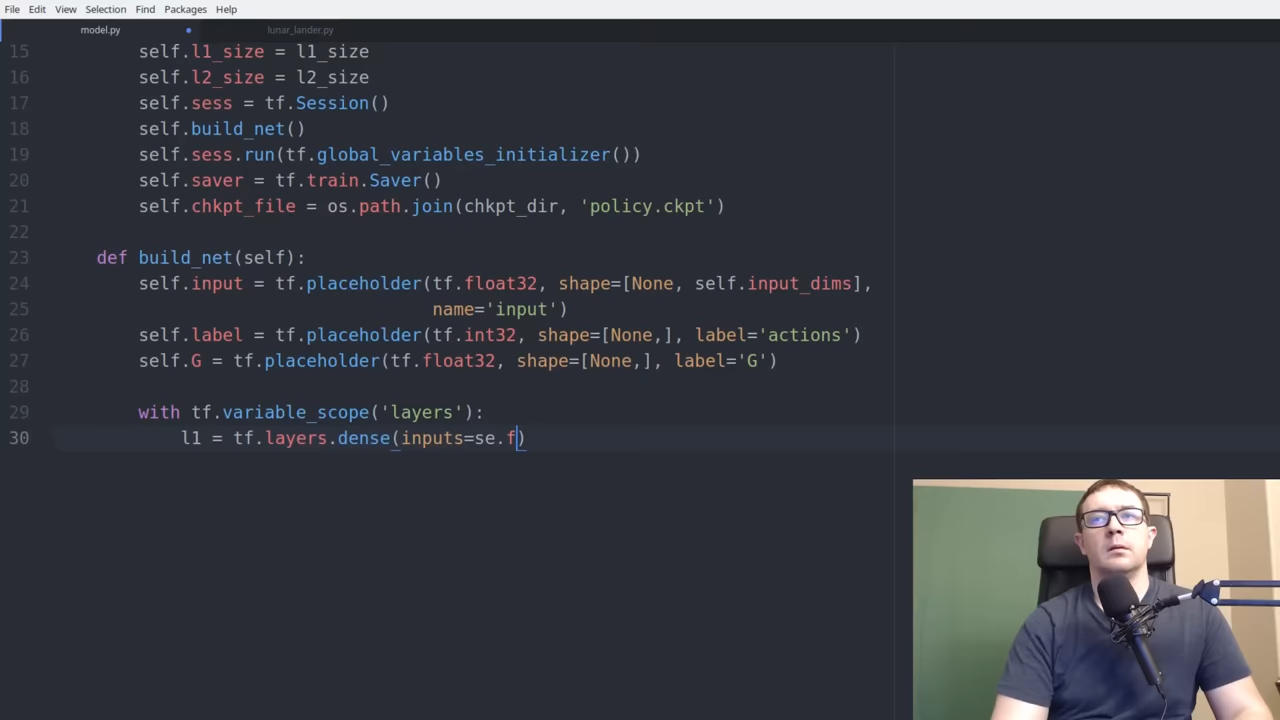 File Edit View Selection Find Packages Help
model.py lunar_lander.py
15 self.l1_size = l1_size
16 self.l2_size = l2_size
17 self.sess = tf.Session()
18 self.build_net()
19 self.sess.run(tf.global_variables_initializer())
20 self.saver = tf.train.Saver()
21 self.chkpt_file = os.path.join(chkpt_dir, 'policy.ckpt')
22
23 def build_net(self):
24 self.input = tf.placeholder(tf.float32, shape=[None, self.input_dims],
25 name='input')
26 self.label = tf.placeholder(tf.int32, shape=[None,], label='actions')
27 self.G = tf.placeholder(tf.float32, shape=[None,], label='G')
28
29 with tf.variable_scope('layers'):
30 l1 = tf.layers.dense(inputs=se.f)